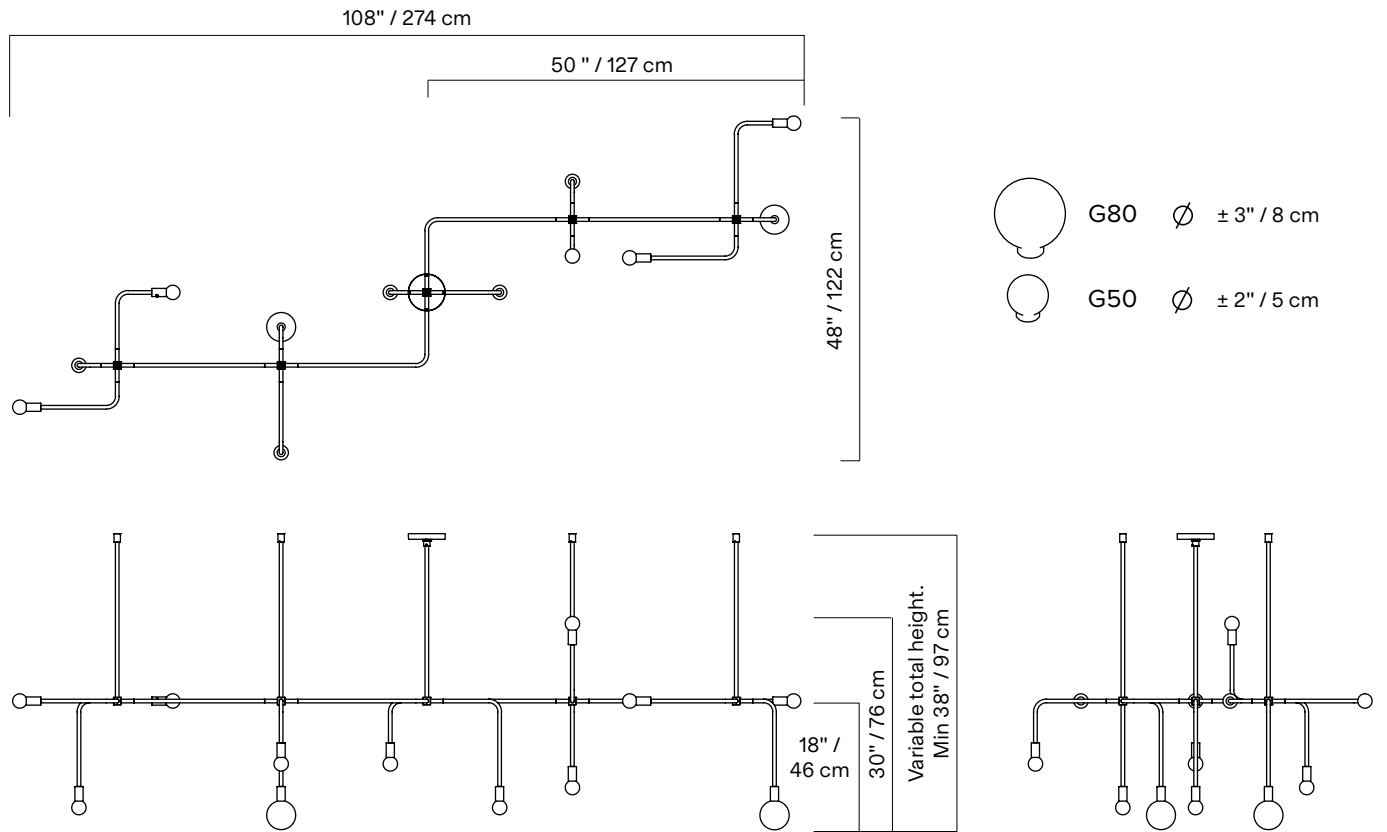 108" / 274 cm
50 " / 127 cm
48" / 122 cm
G80 ⌀ ± 3" / 8 cm
G50 ⌀ ± 2" / 5 cm
18" /
46 cm
30" / 76 cm
Variable total height.
Min 38" / 97 cm